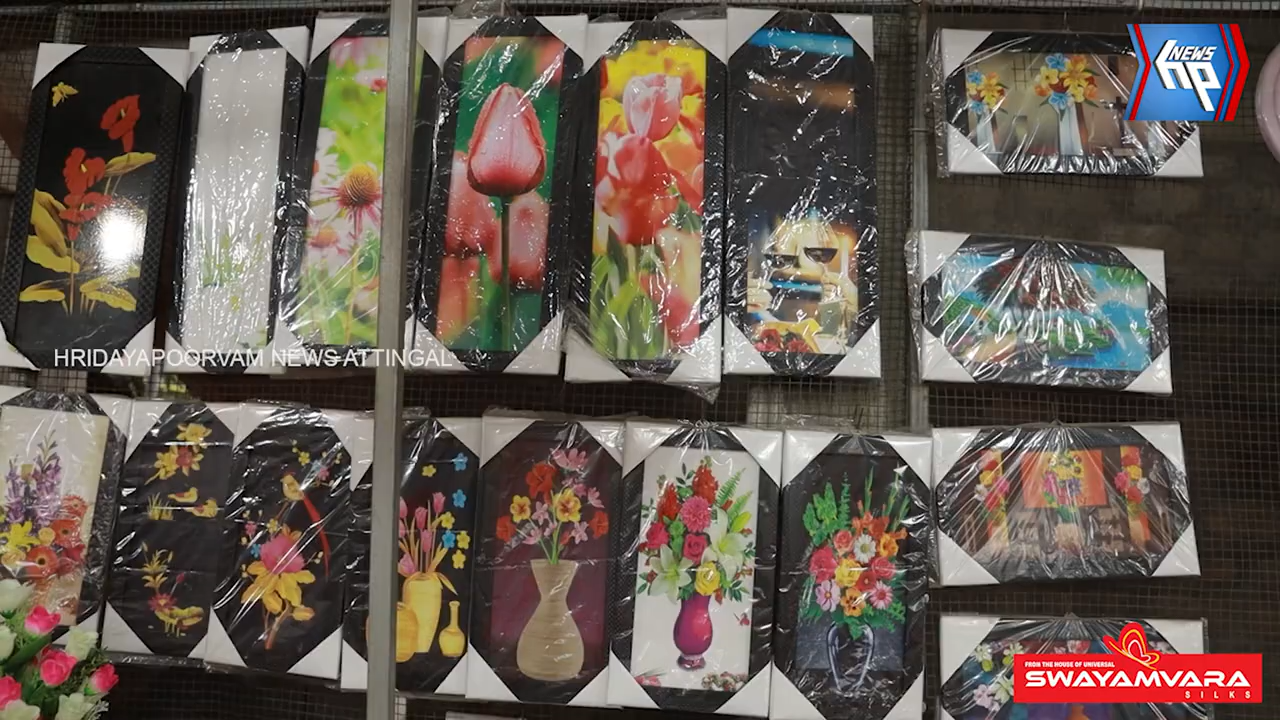 NEWS
hp
HRIDAYAPOORVAM NEWS ATTINGAL
FROM THE HOUSE OF UNIVERSAL
SWAYAMVARA
SILKS